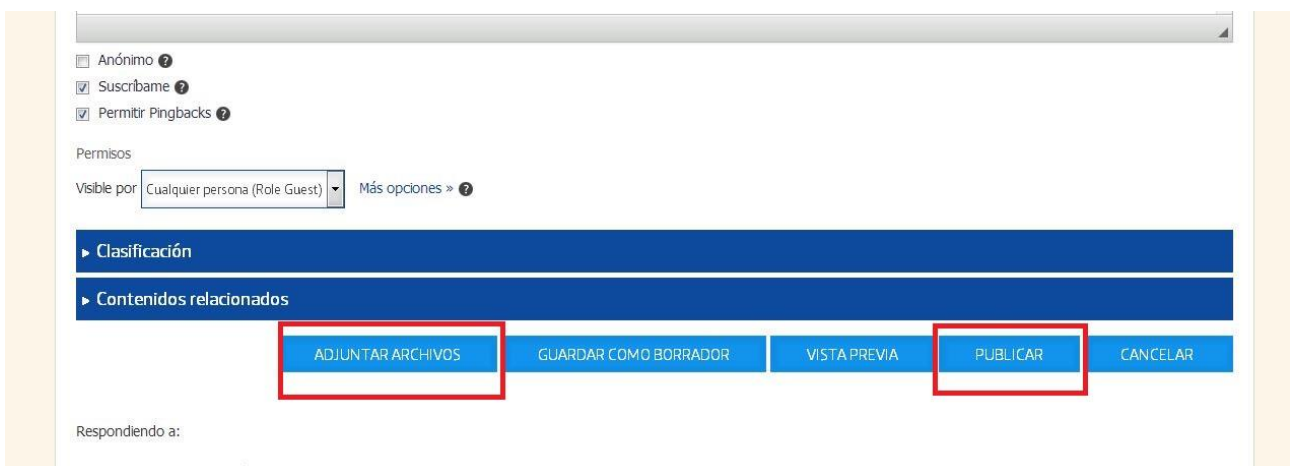 Anónimo ?
Suscríbame ?
Permitir Pingbacks ?
Permisos
Visible por Cualquier persona (Role Guest) Más opciones » ?
Clasificación
Contenidos relacionados
ADJUNTAR ARCHIVOS GUARDAR COMO BORRADOR VISTA PREVIA PUBLICAR CANCELAR
Respondiendo a: